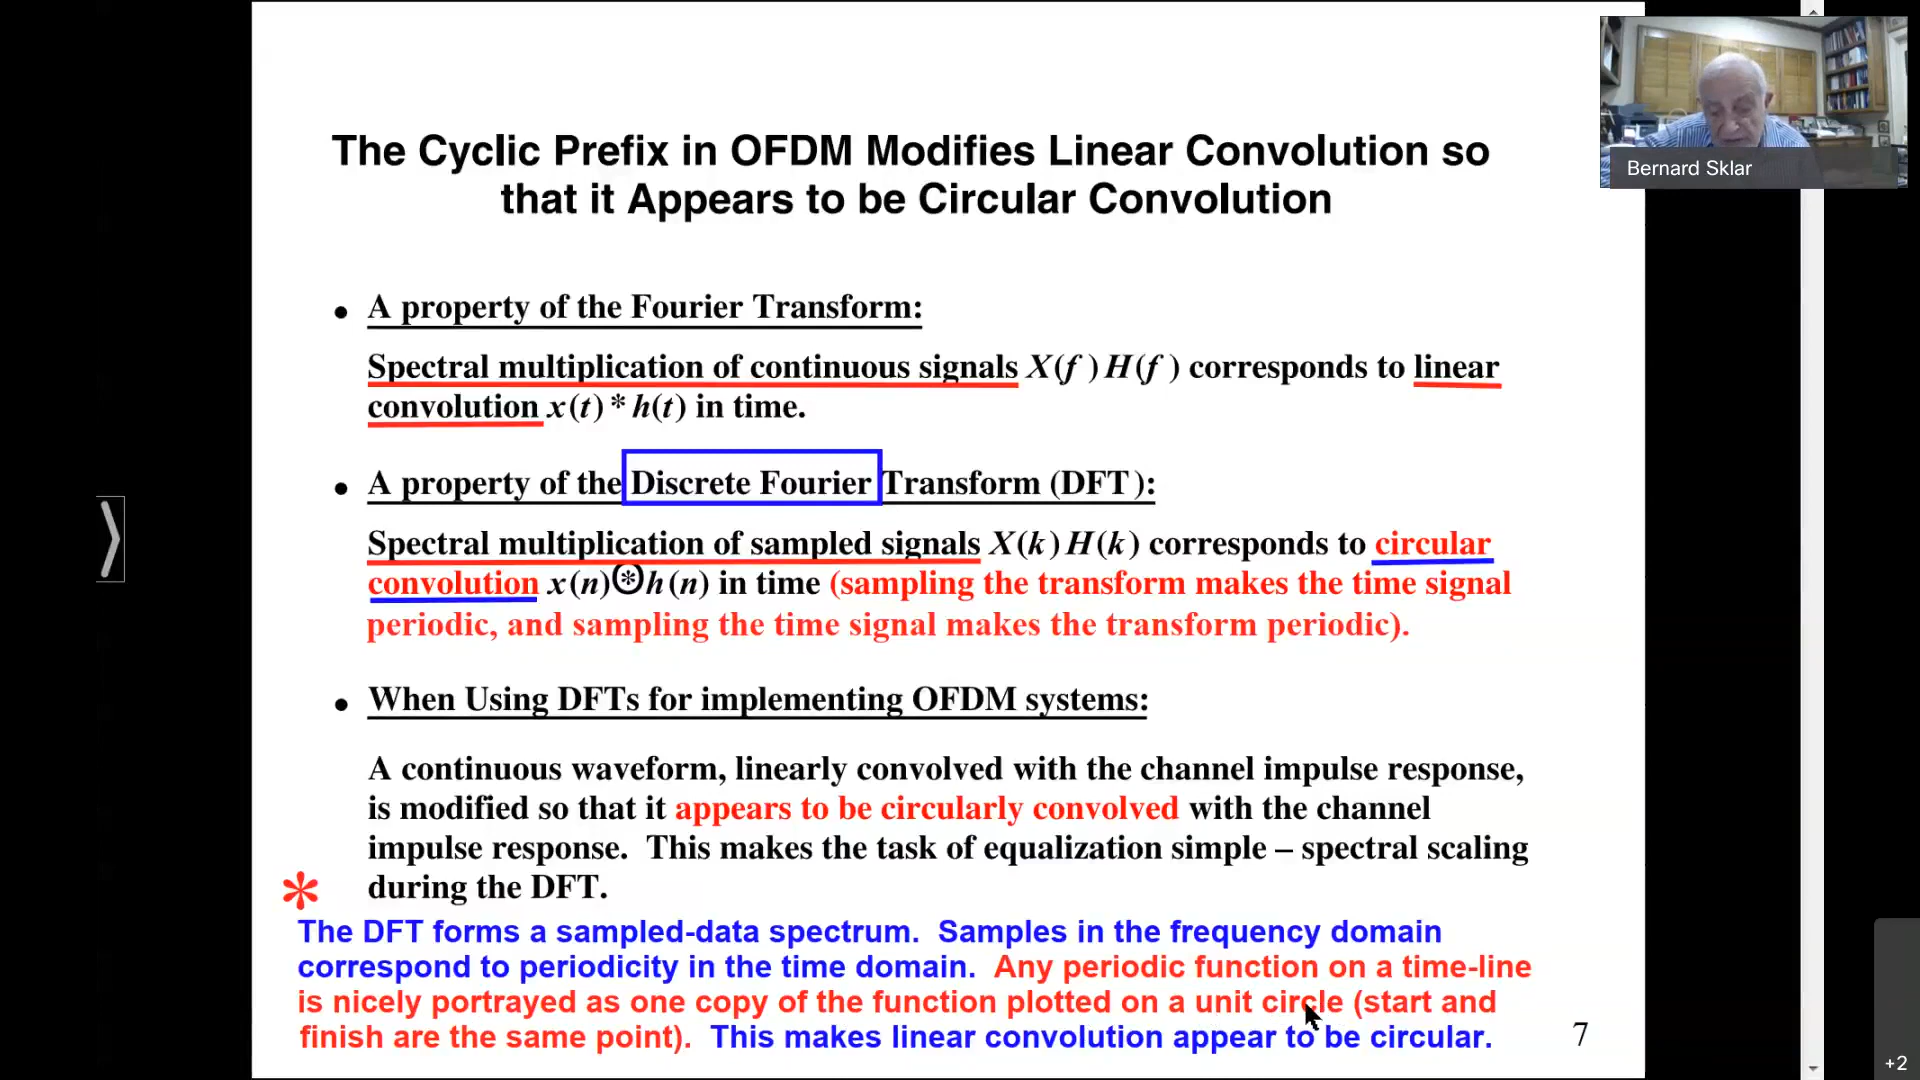 The Cyclic Prefix in OFDM Modifies Linear Convolution so
that it Appears to be Circular Convolution
Bernard Sklar
• A property of the Fourier Transform:
Spectral multiplication of continuous signals X(f)H(f) corresponds to linear
convolution x(t) * h(t) in time.
• A property of the Discrete Fourier Transform (DFT):
Spectral multiplication of sampled signals X(k)H(k) corresponds to circular
convolution x(n)⊛h(n) in time (sampling the transform makes the time signal
periodic, and sampling the time signal makes the transform periodic).
• When Using DFTs for implementing OFDM systems:
A continuous waveform, linearly convolved with the channel impulse response,
is modified so that it appears to be circularly convolved with the channel
impulse response. This makes the task of equalization simple – spectral scaling
during the DFT.
*
The DFT forms a sampled-data spectrum. Samples in the frequency domain
correspond to periodicity in the time domain. Any periodic function on a time-line
is nicely portrayed as one copy of the function plotted on a unit circle (start and
finish are the same point). This makes linear convolution appear to be circular.
7
+2